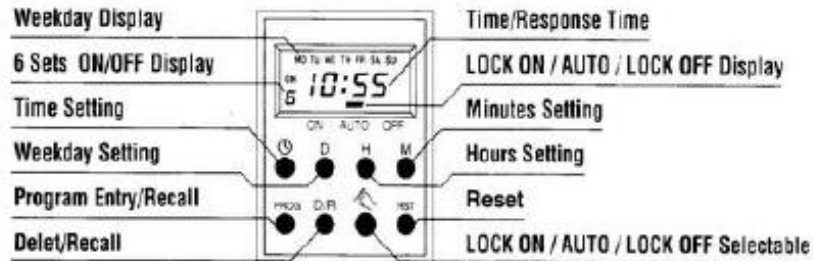 Weekday Display
Time/Response Time
MO TU WE TH FR SA SU
6 Sets ON/OFF Display
ON
6
10:55
LOCK ON / AUTO / LOCK OFF Display
Time Setting
ON AUTO OFF
Minutes Setting
D H M
Weekday Setting
Hours Setting
Program Entry/Recall
PROG D/R RST
Reset
Delet/Recall
LOCK ON / AUTO / LOCK OFF Selectable